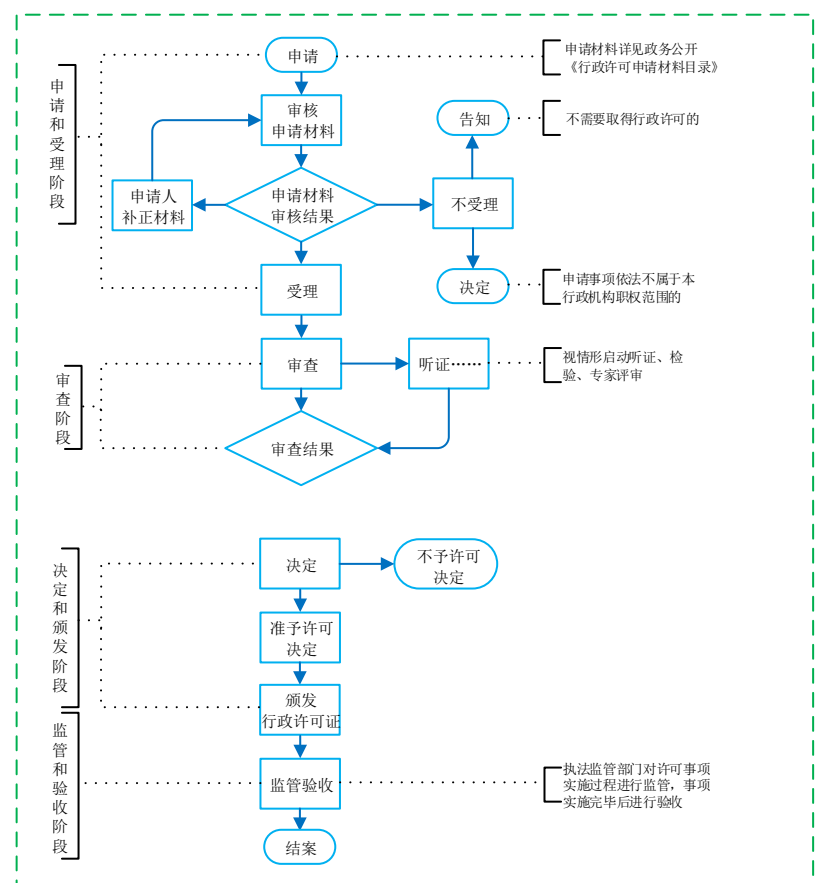 申请
申请材料详见政务公开
《行政许可申请材料目录》
申请和受理阶段
审核
申请材料
告知
不需要取得行政许可的
申请人
补正材料
申请材料
审核结果
不受理
受理
决定
申请事项依法不属于本
行政机构职权范围的
审查
听证······
视情形启动听证、检
验、专家评审
审查阶段
审查结果
决定
不予许可
决定
决定和颁发阶段
准予许可
决定
颁发
行政许可证
监管和验收阶段
监管验收
执法监管部门对许可事项
实施过程进行监管，事项
实施完毕后进行验收
结案